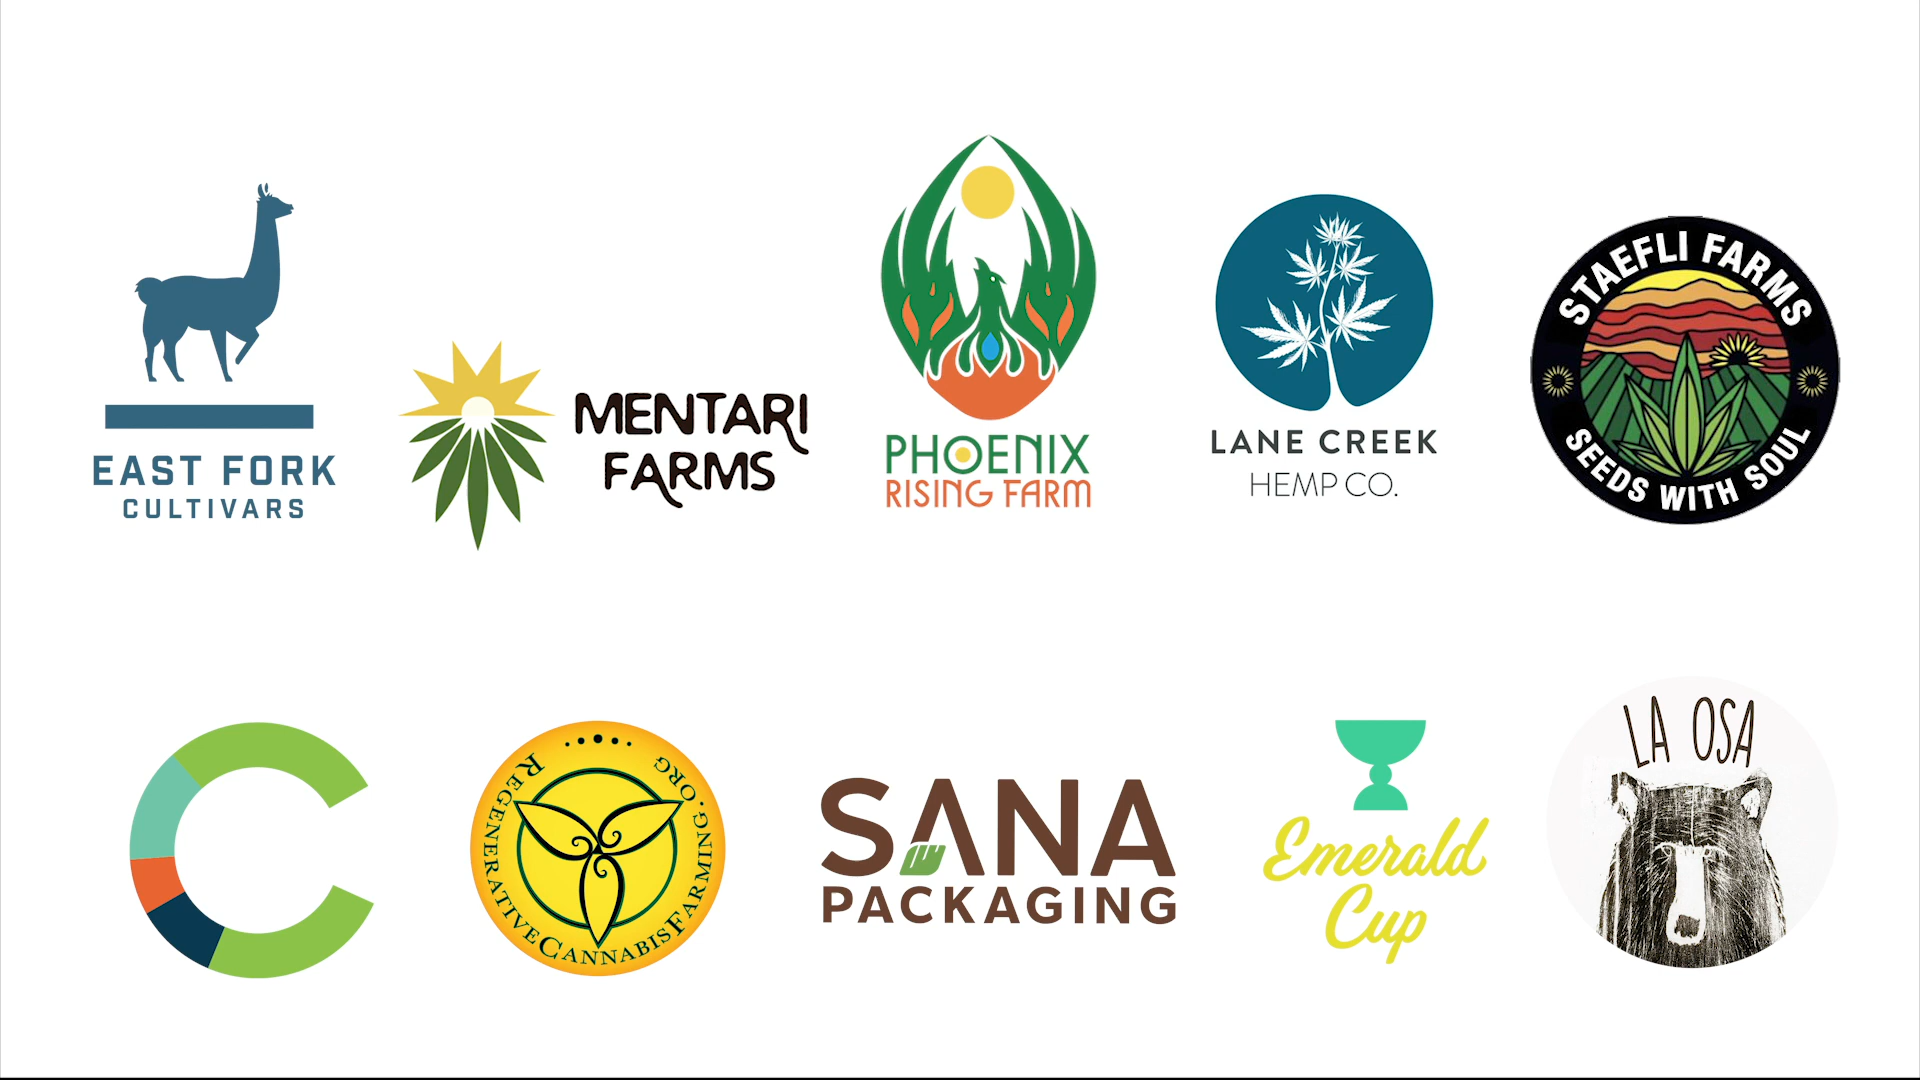 EAST FORK
CULTIVARS
MENTARI
FARMS
PHOENIX
RISING FARM
LANE CREEK
HEMP CO.
STAEFLI FARMS
SEEDS WITH SOUL
REGENERATIVECANNABISFARMING.ORG
SANA
PACKAGING
Emerald
Cup
LA OSA